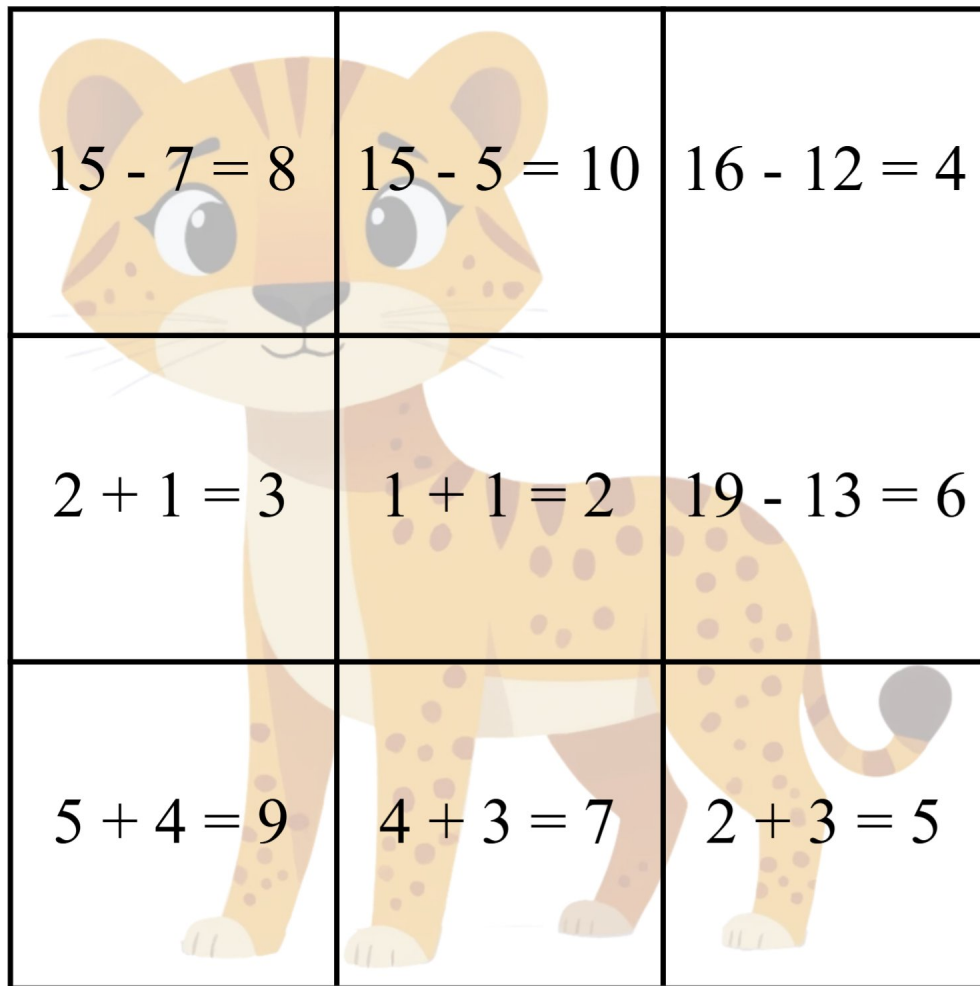 15 - 7 = 8
15 - 5 = 10
16 - 12 = 4
2 + 1 = 3
1 + 1 = 2
19 - 13 = 6
5 + 4 = 9
4 + 3 = 7
2 + 3 = 5